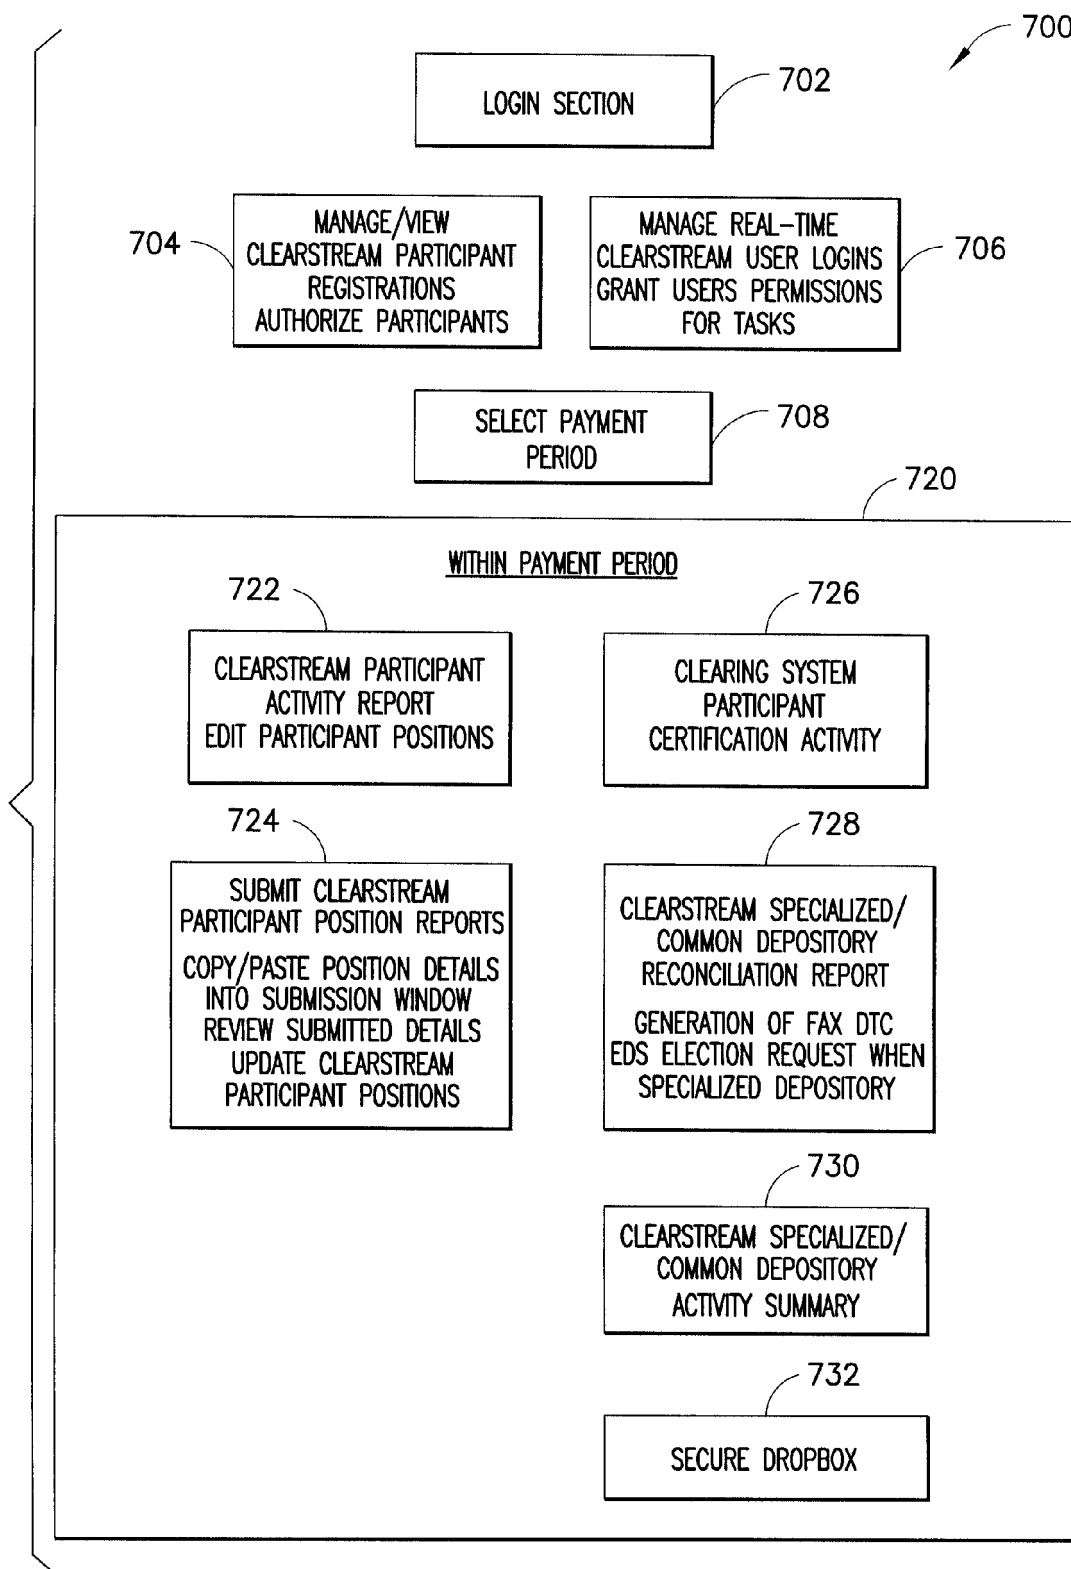 700
702
LOGIN SECTION
704
MANAGE/VIEW
CLEARSTREAM PARTICIPANT
REGISTRATIONS
AUTHORIZE PARTICIPANTS
706
MANAGE REAL-TIME
CLEARSTREAM USER LOGINS
GRANT USERS PERMISSIONS
FOR TASKS
708
SELECT PAYMENT
PERIOD
720
WITHIN PAYMENT PERIOD
722
CLEARSTREAM PARTICIPANT
ACTIVITY REPORT
EDIT PARTICIPANT POSITIONS
726
CLEARING SYSTEM
PARTICIPANT
CERTIFICATION ACTIVITY
724
SUBMIT CLEARSTREAM
PARTICIPANT POSITION REPORTS
COPY/PASTE POSITION DETAILS
INTO SUBMISSION WINDOW
REVIEW SUBMITTED DETAILS
UPDATE CLEARSTREAM
PARTICIPANT POSITIONS
728
CLEARSTREAM SPECIALIZED/
COMMON DEPOSITORY
RECONCILIATION REPORT
GENERATION OF FAX DTC
EDS ELECTION REQUEST WHEN
SPECIALIZED DEPOSITORY
730
CLEARSTREAM SPECIALIZED/
COMMON DEPOSITORY
ACTIVITY SUMMARY
732
SECURE DROPBOX